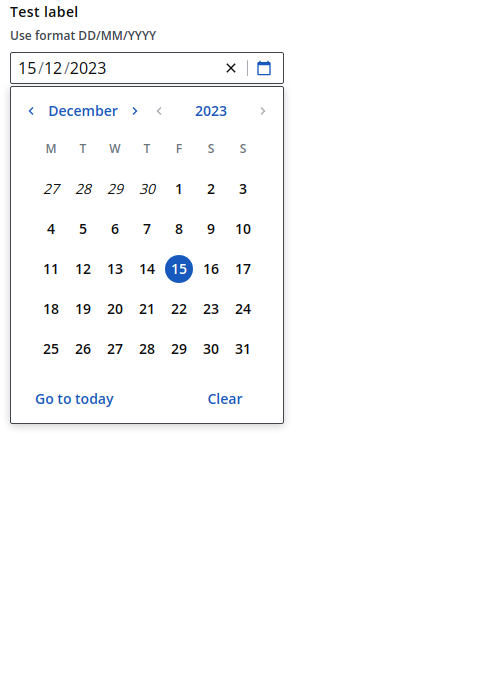 Test label
Use format DD/MM/YYYY
15/12/2023
December 2023
M T W T F S S
27 28 29 30 1 2 3
4 5 6 7 8 9 10
11 12 13 14 15 16 17
18 19 20 21 22 23 24
25 26 27 28 29 30 31
Go to today Clear